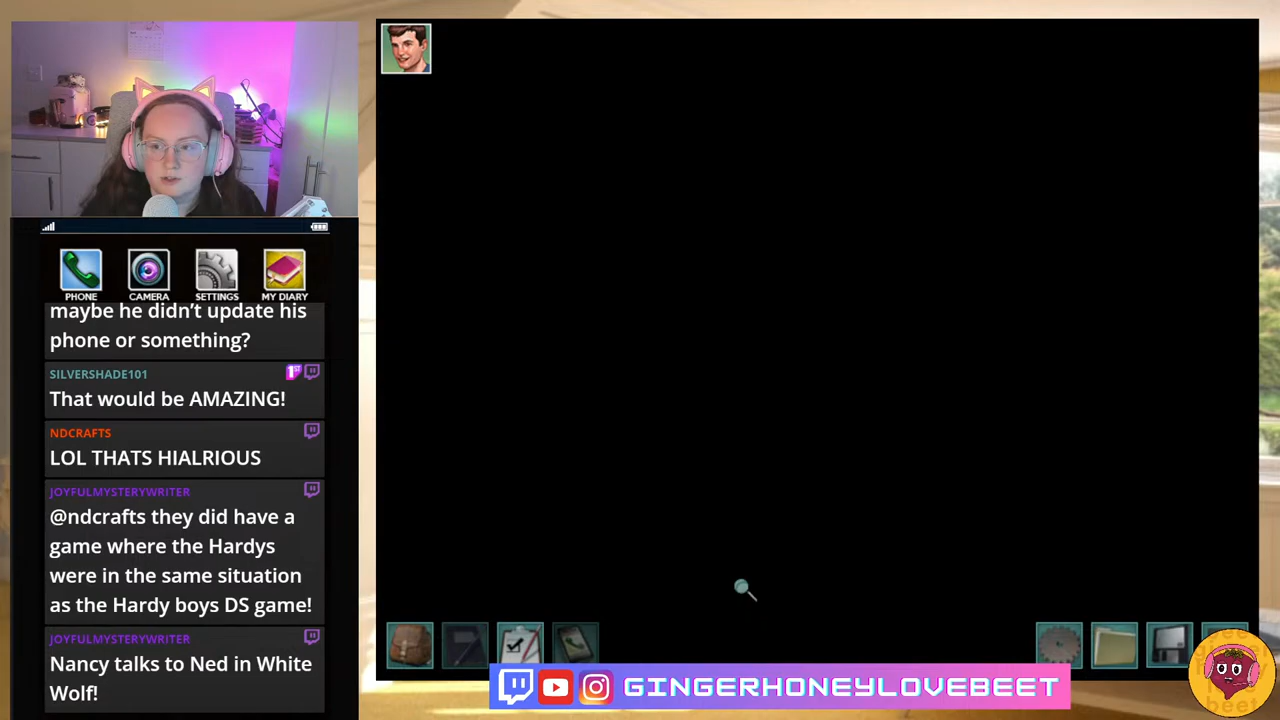 PHONE CAMERA SETTINGS MY DIARY
maybe he didn't update his
phone or something?
SILVERSHADE101
1ST
That would be AMAZING!
NDCRAFTS
LOL THATS HIALRIOUS
JOYFULMYSTERYWRITER
@ndcrafts they did have a
game where the Hardys
were in the same situation
as the Hardy boys DS game!
JOYFULMYSTERYWRITER
Nancy talks to Ned in White
Wolf!
GINGERHONEYLOVEBEET